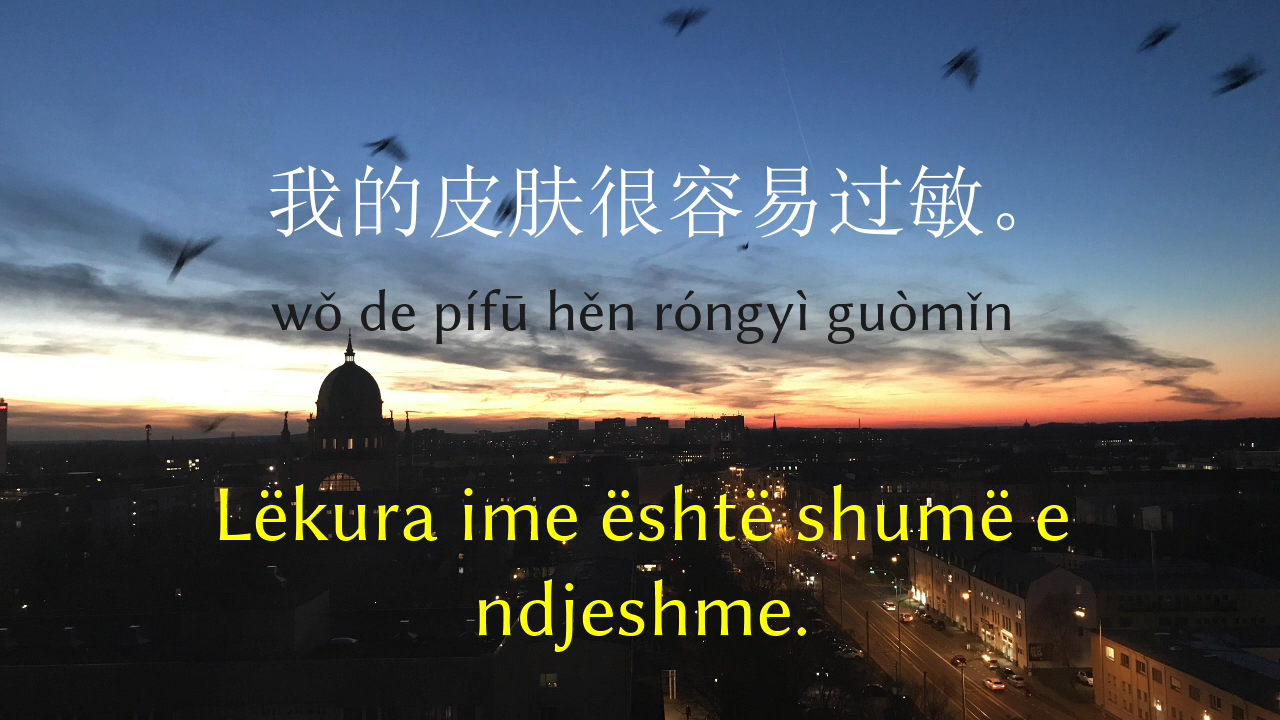 我的皮肤很容易过敏。
wǒ de pífū hěn róngyì guòmǐn
Lëkura ime është shumë e
ndjeshme.